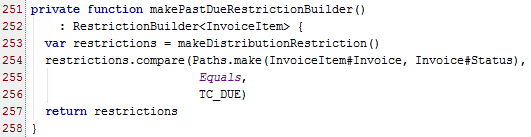 251 private function makePastDueRestrictionBuilder()
252     : RestrictionBuilder<InvoiceItem> {
253   var restrictions = makeDistributionRestriction()
254   restrictions.compare(Paths.make(InvoiceItem#Invoice, Invoice#Status),
255                        Equals,
256                        TC_DUE)
257   return restrictions
258 }